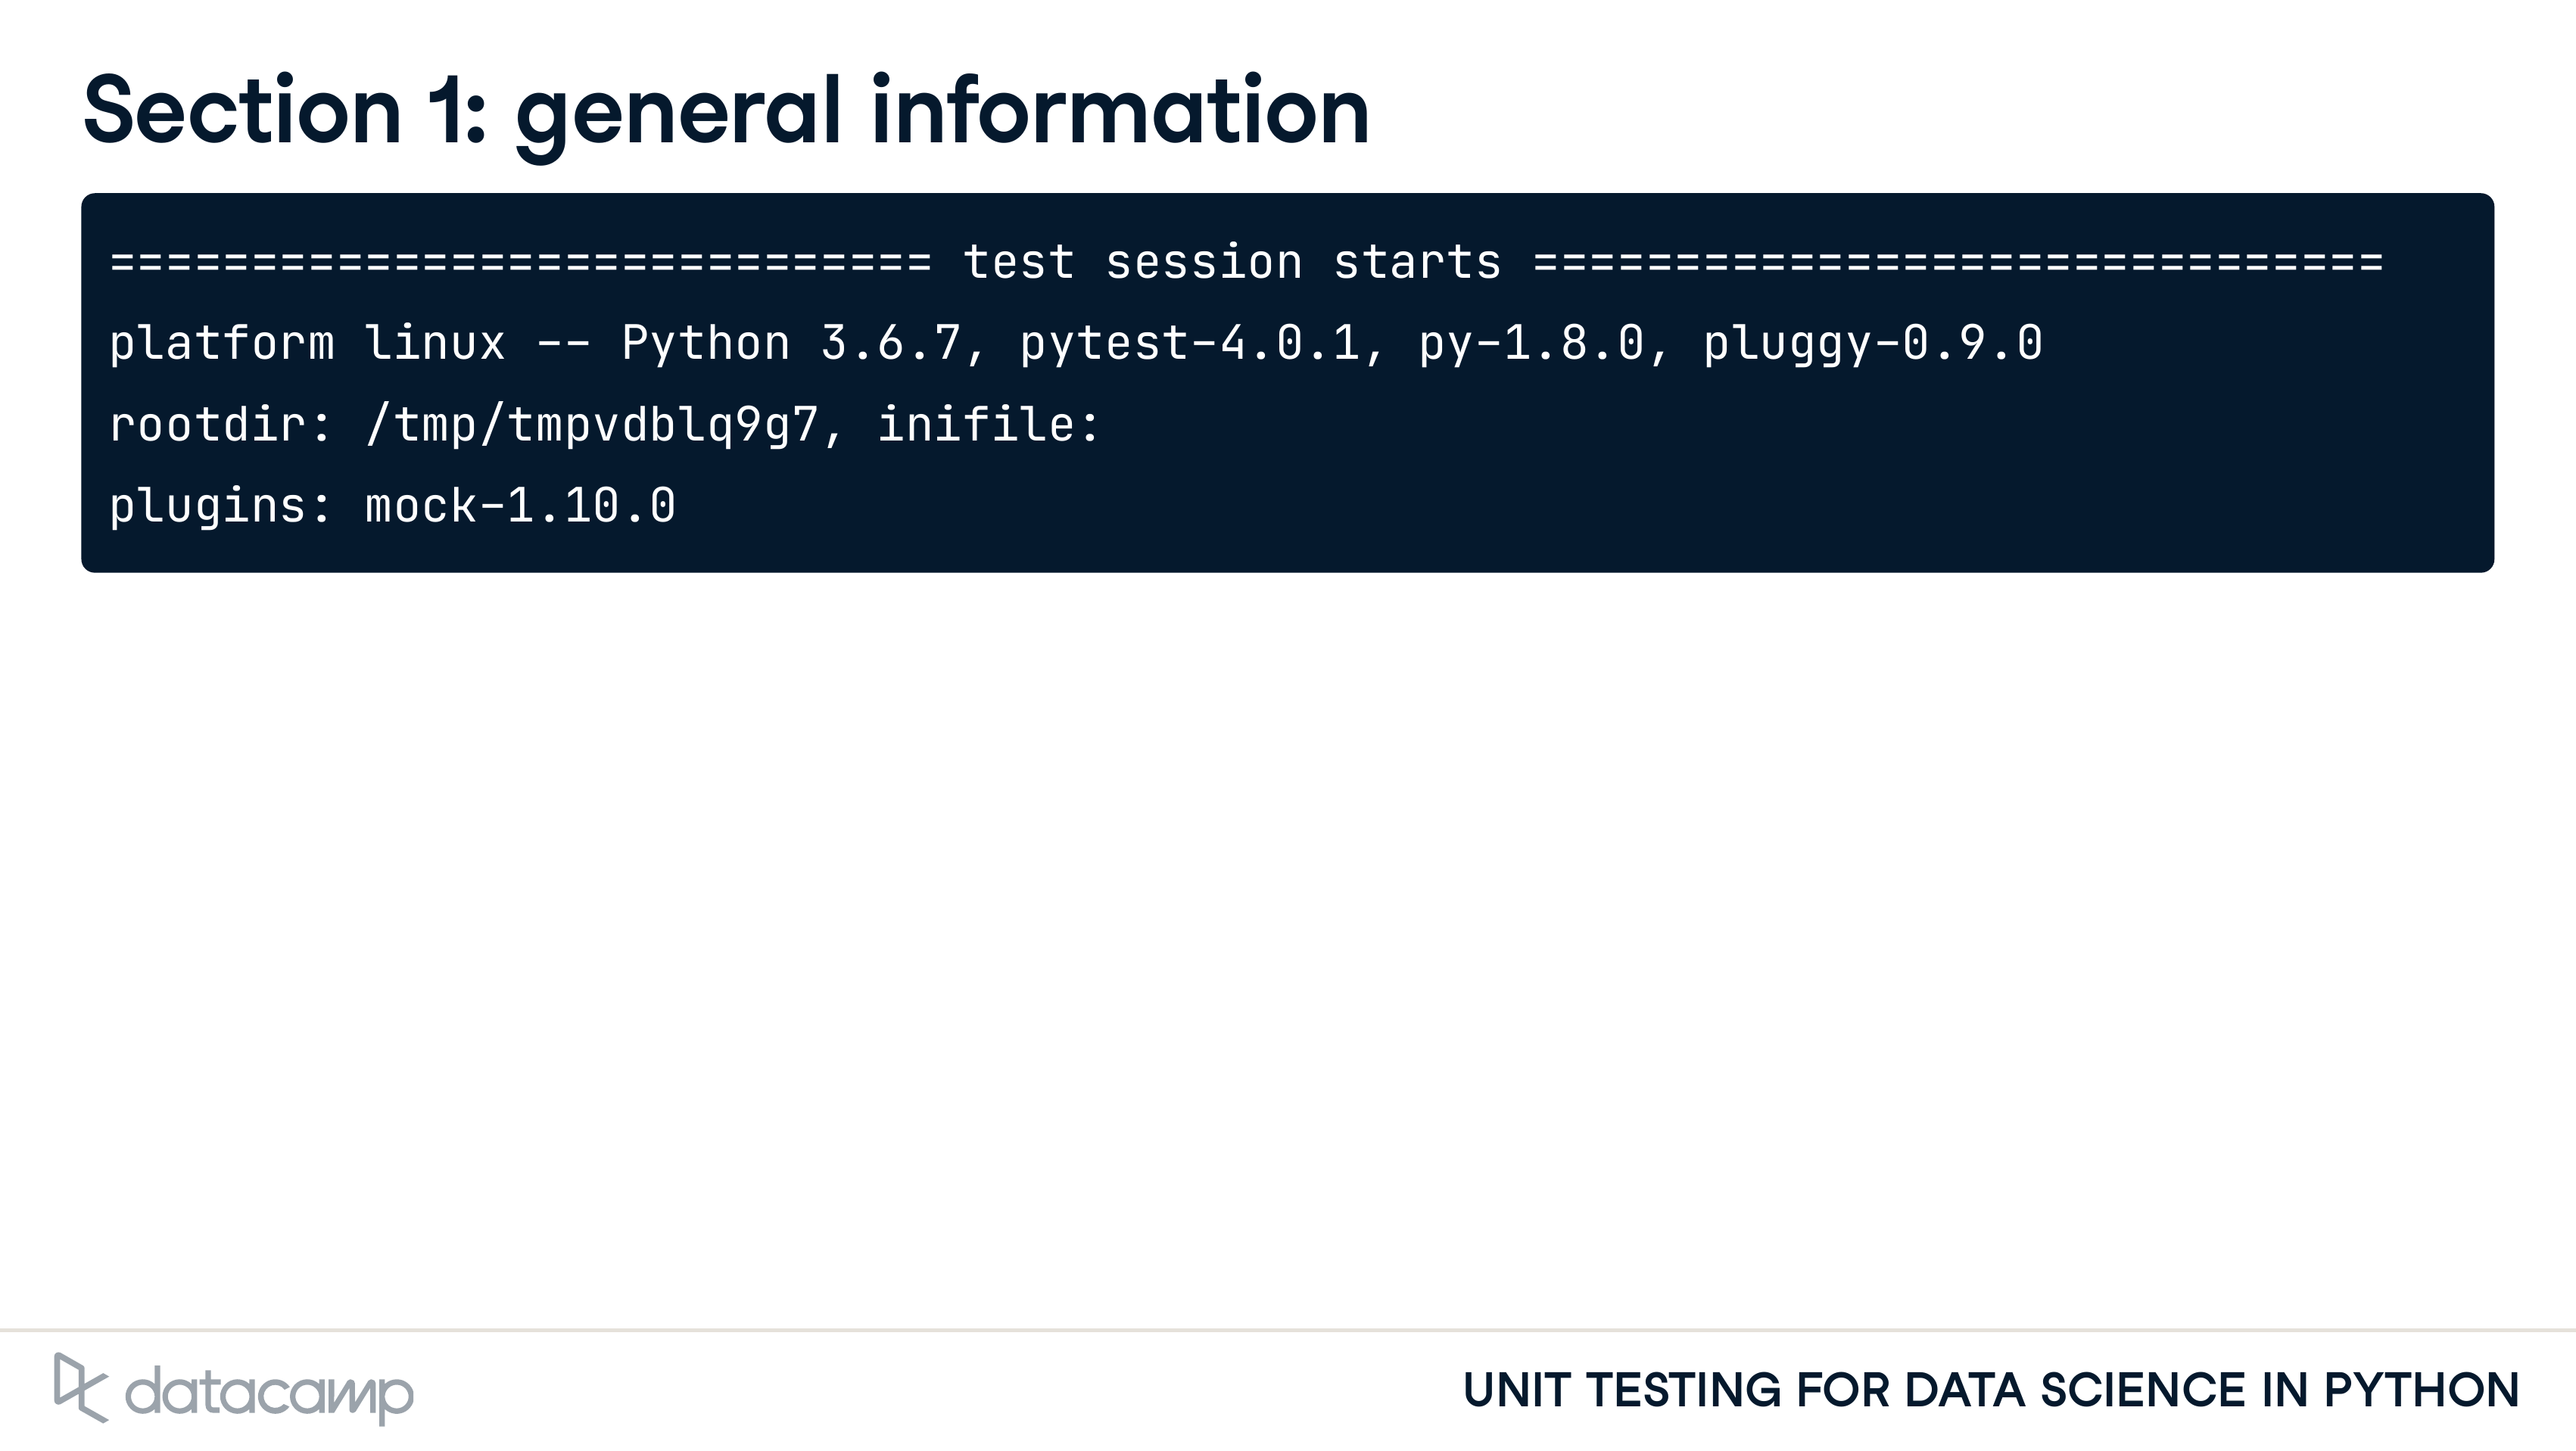 Section 1: general information
============================= test session starts ==============================
platform linux -- Python 3.6.7, pytest-4.0.1, py-1.8.0, pluggy-0.9.0
rootdir: /tmp/tmpvdblq9g7, inifile:
plugins: mock-1.10.0
datacamp
UNIT TESTING FOR DATA SCIENCE IN PYTHON